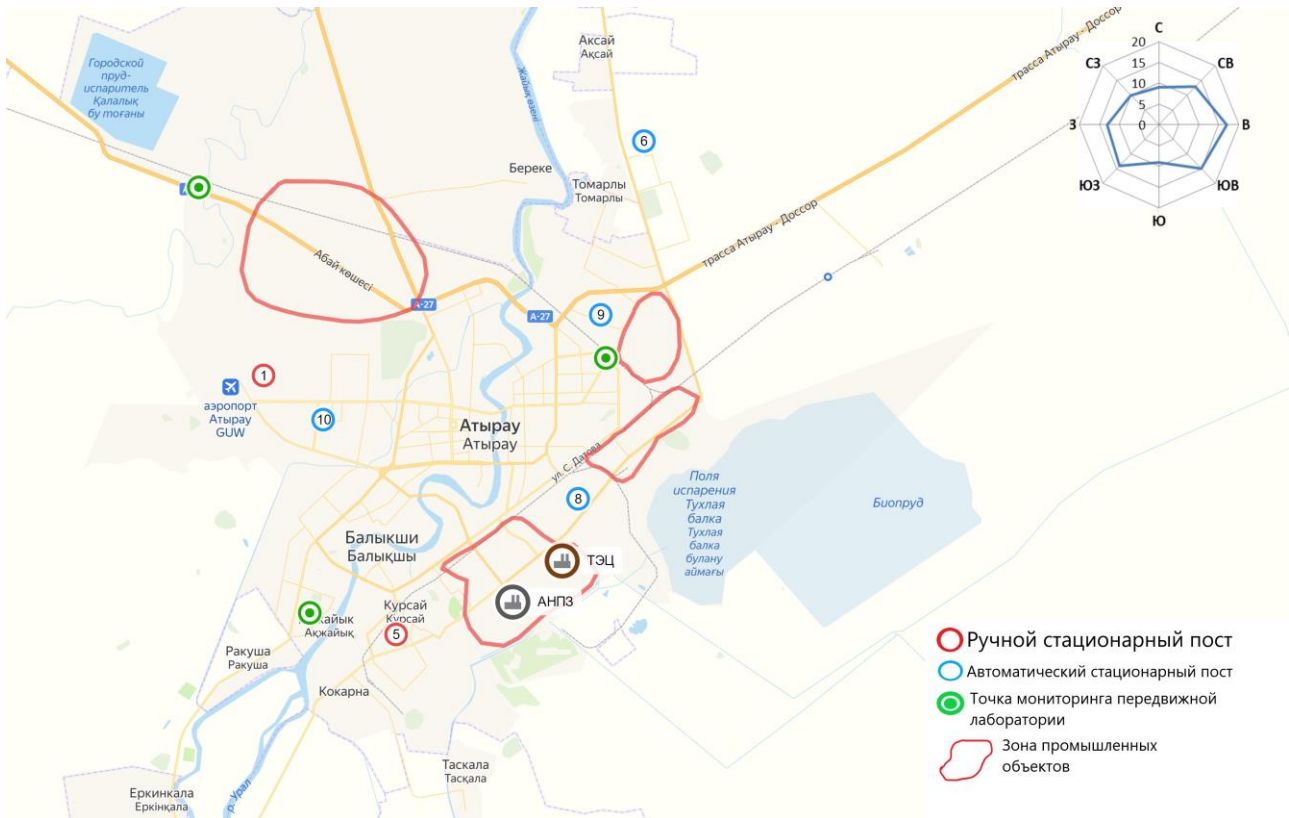 Аксай
Ақсай
Городской
пруд-
испаритель
Қалалық
бу тоғаны
Жайық өзені
трасса Атырау - Доссор
С
20
СЗ
15
СВ
10
5
З
0
В
ЮЗ
ЮВ
Ю
6
Береке
Томарлы
Томарлы
трасса Атырау - Доссор
Абай көшесі
А-27
А-27
9
1
аэропорт
Атырау
GUW
10
Атырау
Атырау
ул. С. Датова
8
Поля
испарения
Тухлая
балка
Тухлая
балка
булану
аймағы
Биопруд
Балыкши
Балықшы
ТЭЦ
АНПЗ
Курсай
Курсай
5
айык
Ақжайық
Ракуша
Ракуша
Кокарна
Таскала
Тасқала
Еркинкала
Еркінқала
р. Урал
Ручной стационарный пост
Автоматический стационарный пост
Точка мониторинга передвижной
лаборатории
Зона промышленных
объектов